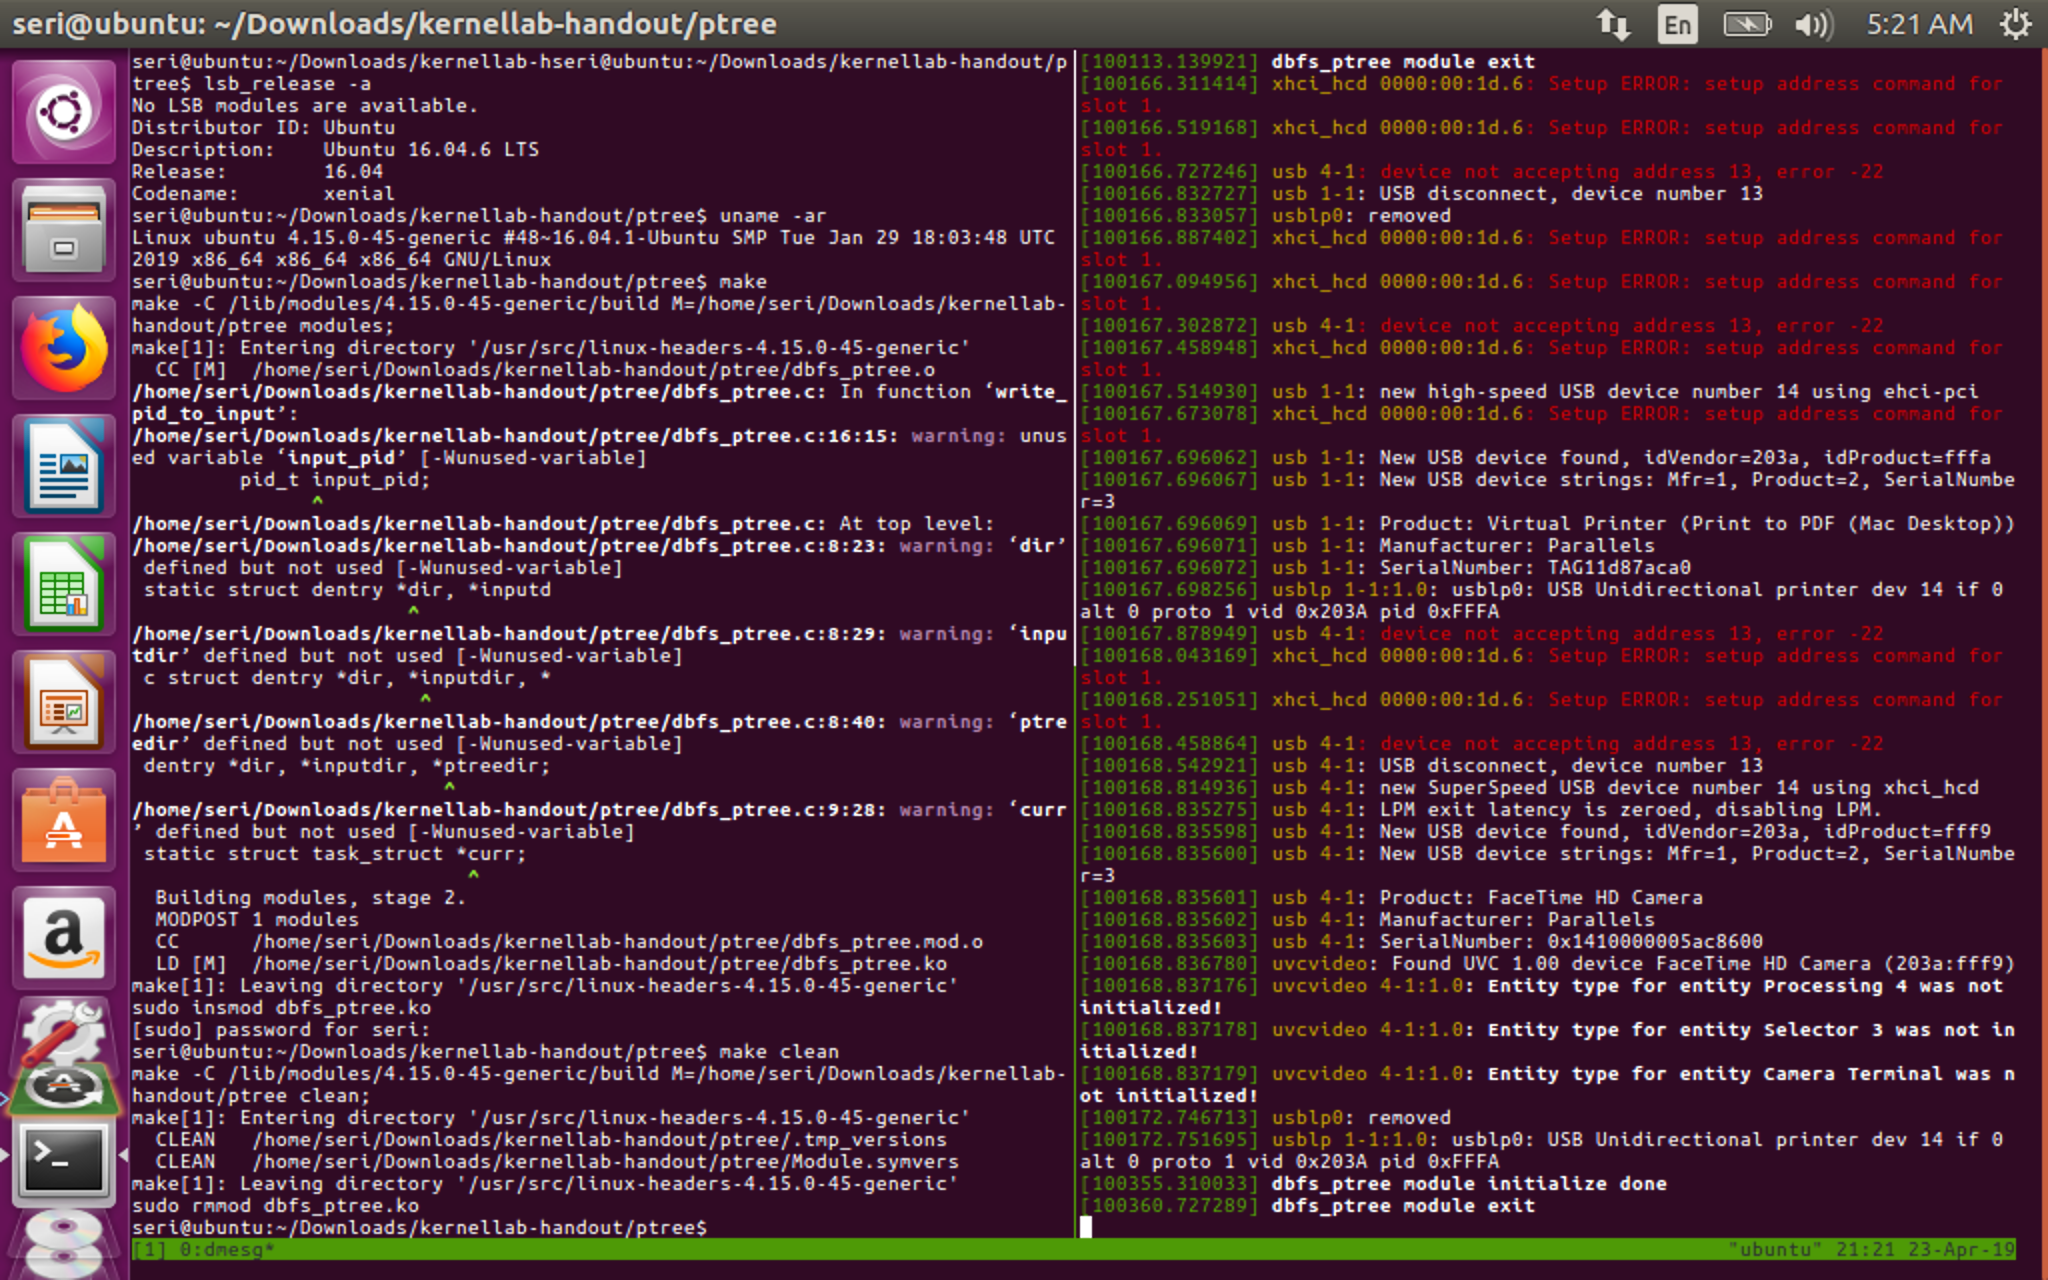 seri@ubuntu: ~/Downloads/kernellab-handout/ptree
En
5:21 AM
seri@ubuntu:~/Downloads/kernellab-hseri@ubuntu:~/Downloads/kernellab-handout/p
tree$ lsb_release -a
No LSB modules are available.
Distributor ID: Ubuntu
Description:    Ubuntu 16.04.6 LTS
Release:        16.04
Codename:       xenial
seri@ubuntu:~/Downloads/kernellab-handout/ptree$ uname -ar
Linux ubuntu 4.15.0-45-generic #48~16.04.1-Ubuntu SMP Tue Jan 29 18:03:48 UTC
2019 x86_64 x86_64 x86_64 GNU/Linux
seri@ubuntu:~/Downloads/kernellab-handout/ptree$ make
make -C /lib/modules/4.15.0-45-generic/build M=/home/seri/Downloads/kernellab-
handout/ptree modules;
make[1]: Entering directory '/usr/src/linux-headers-4.15.0-45-generic'
  CC [M]  /home/seri/Downloads/kernellab-handout/ptree/dbfs_ptree.o
/home/seri/Downloads/kernellab-handout/ptree/dbfs_ptree.c: In function ‘write_
pid_to_input’:
/home/seri/Downloads/kernellab-handout/ptree/dbfs_ptree.c:16:15: warning: unus
ed variable ‘input_pid’ [-Wunused-variable]
         pid_t input_pid;
               ^
/home/seri/Downloads/kernellab-handout/ptree/dbfs_ptree.c: At top level:
/home/seri/Downloads/kernellab-handout/ptree/dbfs_ptree.c:8:23: warning: ‘dir’
 defined but not used [-Wunused-variable]
 static struct dentry *dir, *inputd
                       ^
/home/seri/Downloads/kernellab-handout/ptree/dbfs_ptree.c:8:29: warning: ‘inpu
tdir’ defined but not used [-Wunused-variable]
 c struct dentry *dir, *inputdir, *
                        ^
/home/seri/Downloads/kernellab-handout/ptree/dbfs_ptree.c:8:40: warning: ‘ptre
edir’ defined but not used [-Wunused-variable]
 dentry *dir, *inputdir, *ptreedir;
                          ^
/home/seri/Downloads/kernellab-handout/ptree/dbfs_ptree.c:9:28: warning: ‘curr
’ defined but not used [-Wunused-variable]
 static struct task_struct *curr;
                            ^
  Building modules, stage 2.
  MODPOST 1 modules
  CC      /home/seri/Downloads/kernellab-handout/ptree/dbfs_ptree.mod.o
  LD [M]  /home/seri/Downloads/kernellab-handout/ptree/dbfs_ptree.ko
make[1]: Leaving directory '/usr/src/linux-headers-4.15.0-45-generic'
sudo insmod dbfs_ptree.ko
[sudo] password for seri:
seri@ubuntu:~/Downloads/kernellab-handout/ptree$ make clean
make -C /lib/modules/4.15.0-45-generic/build M=/home/seri/Downloads/kernellab-
handout/ptree clean;
make[1]: Entering directory '/usr/src/linux-headers-4.15.0-45-generic'
  CLEAN   /home/seri/Downloads/kernellab-handout/ptree/.tmp_versions
  CLEAN   /home/seri/Downloads/kernellab-handout/ptree/Module.symvers
make[1]: Leaving directory '/usr/src/linux-headers-4.15.0-45-generic'
sudo rmmod dbfs_ptree.ko
seri@ubuntu:~/Downloads/kernellab-handout/ptree$
[100113.139921] dbfs_ptree module exit
[100166.311414] xhci_hcd 0000:00:1d.6: Setup ERROR: setup address command for
slot 1.
[100166.519168] xhci_hcd 0000:00:1d.6: Setup ERROR: setup address command for
slot 1.
[100166.727246] usb 4-1: device not accepting address 13, error -22
[100166.832727] usb 1-1: USB disconnect, device number 13
[100166.833057] usblp0: removed
[100166.887402] xhci_hcd 0000:00:1d.6: Setup ERROR: setup address command for
slot 1.
[100167.094956] xhci_hcd 0000:00:1d.6: Setup ERROR: setup address command for
slot 1.
[100167.302872] usb 4-1: device not accepting address 13, error -22
[100167.458948] xhci_hcd 0000:00:1d.6: Setup ERROR: setup address command for
slot 1.
[100167.514930] usb 1-1: new high-speed USB device number 14 using ehci-pci
[100167.673078] xhci_hcd 0000:00:1d.6: Setup ERROR: setup address command for
slot 1.
[100167.696062] usb 1-1: New USB device found, idVendor=203a, idProduct=fffa
[100167.696067] usb 1-1: New USB device strings: Mfr=1, Product=2, SerialNumbe
r=3
[100167.696069] usb 1-1: Product: Virtual Printer (Print to PDF (Mac Desktop))
[100167.696071] usb 1-1: Manufacturer: Parallels
[100167.696072] usb 1-1: SerialNumber: TAG11d87aca0
[100167.698256] usblp 1-1:1.0: usblp0: USB Unidirectional printer dev 14 if 0
alt 0 proto 1 vid 0x203A pid 0xFFFA
[100167.878949] usb 4-1: device not accepting address 13, error -22
[100168.043169] xhci_hcd 0000:00:1d.6: Setup ERROR: setup address command for
slot 1.
[100168.251051] xhci_hcd 0000:00:1d.6: Setup ERROR: setup address command for
slot 1.
[100168.458864] usb 4-1: device not accepting address 13, error -22
[100168.542921] usb 4-1: USB disconnect, device number 13
[100168.814936] usb 4-1: new SuperSpeed USB device number 14 using xhci_hcd
[100168.835275] usb 4-1: LPM exit latency is zeroed, disabling LPM.
[100168.835598] usb 4-1: New USB device found, idVendor=203a, idProduct=fff9
[100168.835600] usb 4-1: New USB device strings: Mfr=1, Product=2, SerialNumbe
r=3
[100168.835601] usb 4-1: Product: FaceTime HD Camera
[100168.835602] usb 4-1: Manufacturer: Parallels
[100168.835603] usb 4-1: SerialNumber: 0x1410000005ac8600
[100168.836780] uvcvideo: Found UVC 1.00 device FaceTime HD Camera (203a:fff9)
[100168.837176] uvcvideo 4-1:1.0: Entity type for entity Processing 4 was not
initialized!
[100168.837178] uvcvideo 4-1:1.0: Entity type for entity Selector 3 was not in
itialized!
[100168.837179] uvcvideo 4-1:1.0: Entity type for entity Camera Terminal was n
ot initialized!
[100172.746713] usblp0: removed
[100172.751695] usblp 1-1:1.0: usblp0: USB Unidirectional printer dev 14 if 0
alt 0 proto 1 vid 0x203A pid 0xFFFA
[100355.310033] dbfs_ptree module initialize done
[100360.727289] dbfs_ptree module exit
[1] 0:dmesg*
"ubuntu" 21:21 23-Apr-19